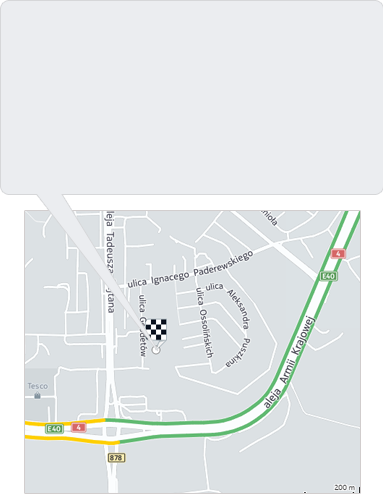 niola
aleja Tadeusza
ulica Ignacego Paderewskiego
ulica
ulica Aleksandra
Puszkina
ulica Ossolińskich
4
E40
aleja Armii Krajowej
Tesco
E40
4
878
200 m